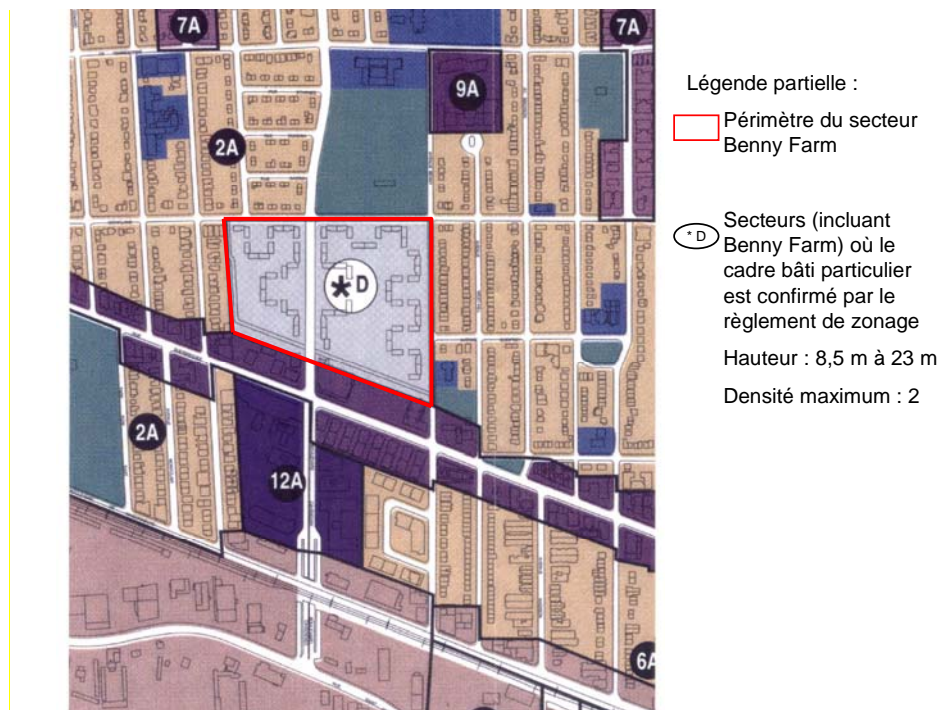 7A
7A
9A
2A
D
2A
12A
6A
Légende partielle :
Périmètre du secteur
Benny Farm
* D
Secteurs (incluant
Benny Farm) où le
cadre bâti particulier
est confirmé par le
règlement de zonage
Hauteur : 8,5 m à 23 m
Densité maximum : 2